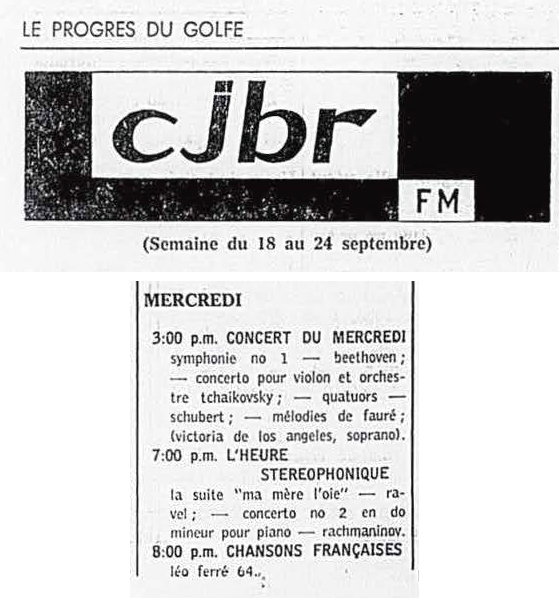 LE PROGRES DU GOLFE
cjbr
FM
(Semaine du 18 au 24 septembre)
MERCREDI
3:00 p.m. CONCERT DU MERCREDI
symphonie no 1 — beethoven;
— concerto pour violon et orches-
tre tchaikovsky; — quatuors —
schubert; — mélodies de fauré;
(victoria de los angeles, soprano).
7:00 p.m. L'HEURE
STEREOPHONIQUE
la suite "ma mère l'oie" — ra-
vel; — concerto no 2 en do
mineur pour piano — rachmaninov.
8:00 p.m. CHANSONS FRANÇAISES
léo ferré 64..